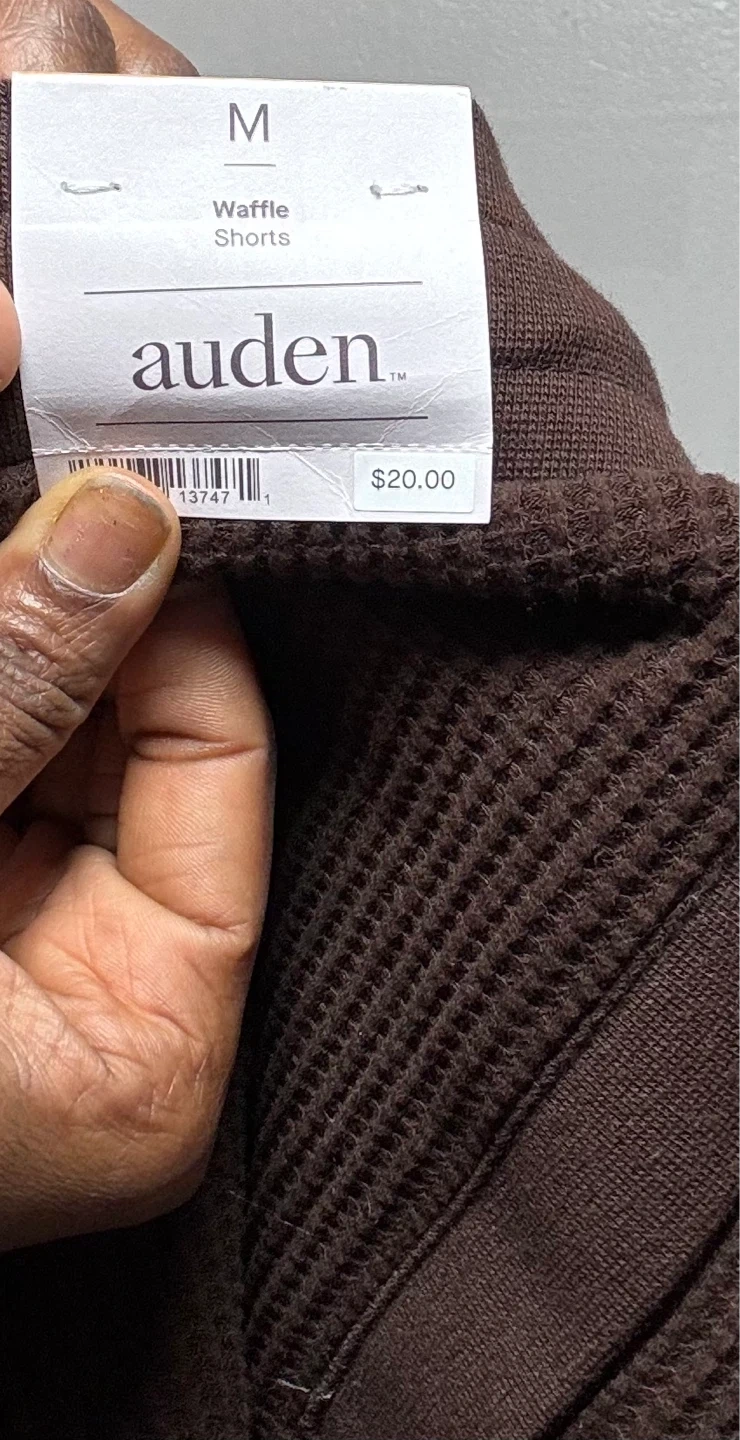 M
Waffle
Shorts
auden™
13747 1
$20.00